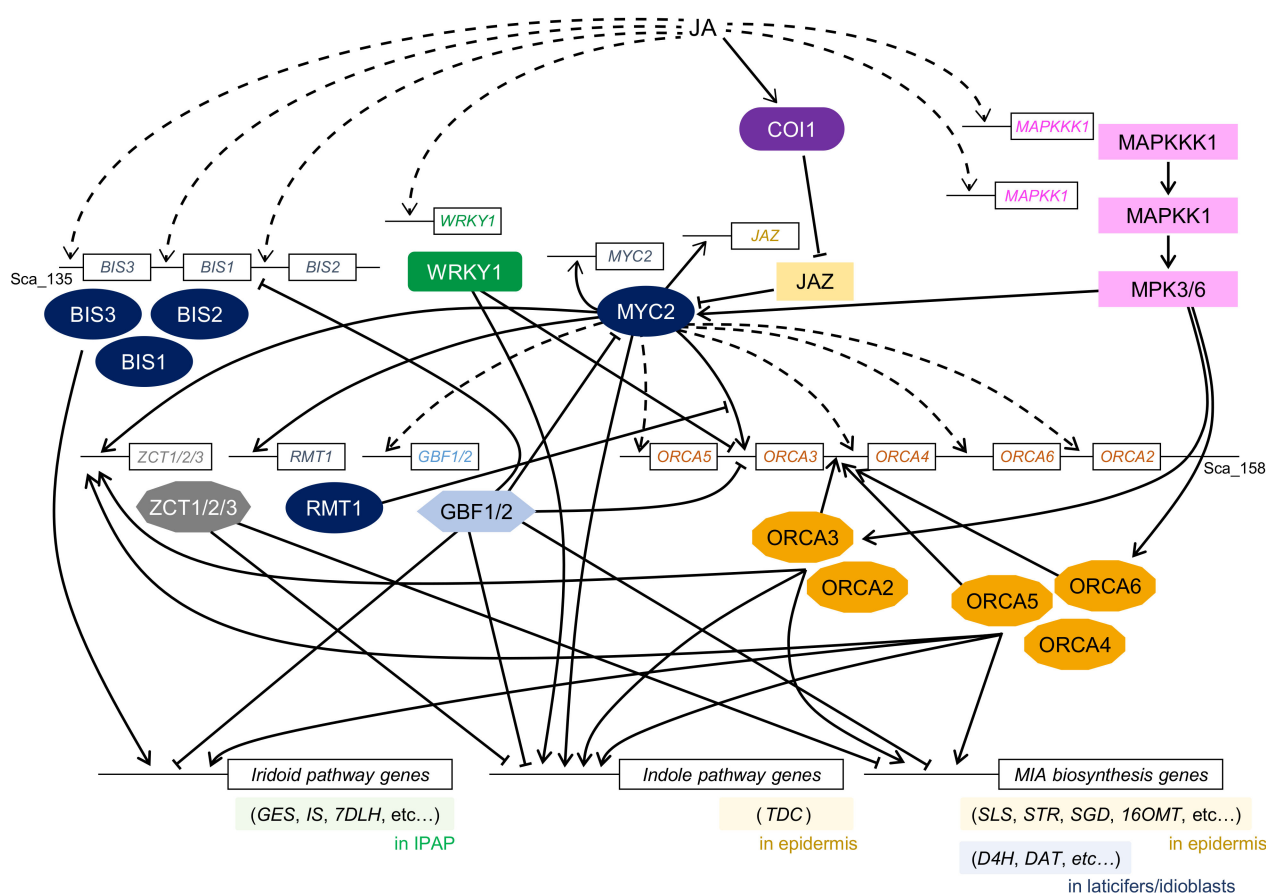 JA
COI1
MAPKKK1
MAPKKK1
MAPKK1
MAPKK1
WRKY1
JAZ
MYC2
BIS3
BIS1
BIS2
Sca_135
WRKY1
JAZ
MPK3/6
BIS3
BIS2
MYC2
BIS1
ZCT1/2/3
RMT1
GBF1/2
ORCA5
ORCA3
ORCA4
ORCA6
ORCA2
Sca_158
ZCT1/2/3
RMT1
GBF1/2
ORCA3
ORCA2
ORCA6
ORCA5
ORCA4
Iridoid pathway genes
Indole pathway genes
MIA biosynthesis genes
(GES, IS, 7DLH, etc…)
(TDC)
(SLS, STR, SGD, 16OMT, etc…)
in IPAP
in epidermis
in epidermis
(D4H, DAT, etc…)
in laticifers/idioblasts